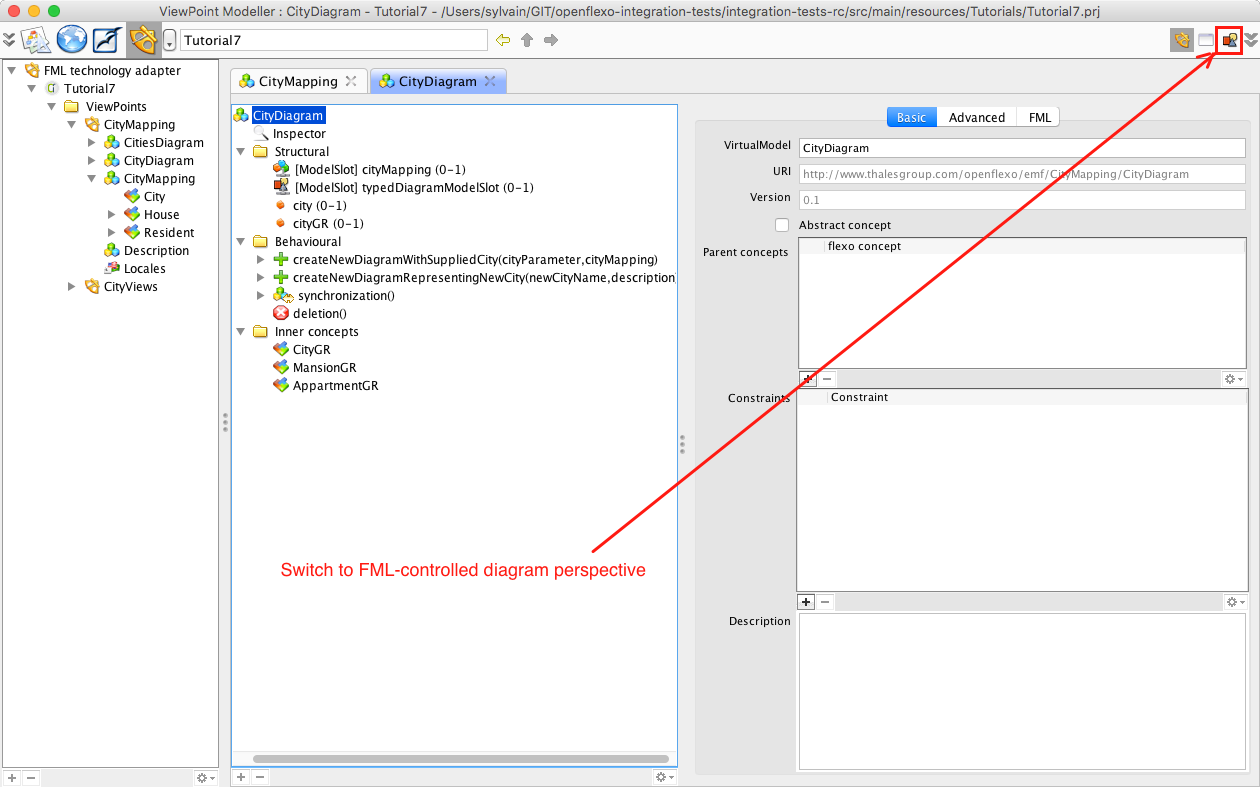 ViewPoint Modeller : CityDiagram - Tutorial7 - /Users/sylvain/GIT/openflexo-integration-tests/integration-tests-rc/src/main/resources/Tutorials/Tutorial7.prj
Tutorial7
FML technology adapter
Tutorial7
ViewPoints
CityMapping
CitiesDiagram
CityDiagram
CityMapping
City
House
Resident
Description
Locales
CityViews
CityMapping
CityDiagram
CityDiagram
Inspector
Structural
[ModelSlot] cityMapping (0-1)
[ModelSlot] typedDiagramModelSlot (0-1)
city (0-1)
cityGR (0-1)
Behavioural
createNewDiagramWithSuppliedCity(cityParameter,cityMapping)
createNewDiagramRepresentingNewCity(newCityName,description)
synchronization()
deletion()
Inner concepts
CityGR
MansionGR
AppartmentGR
Switch to FML-controlled diagram perspective
Basic Advanced FML
VirtualModel CityDiagram
URI http://www.thalesgroup.com/openflexo/emf/CityMapping/CityDiagram
Version 0.1
Abstract concept
Parent concepts flexo concept
Constraints Constraint
Description